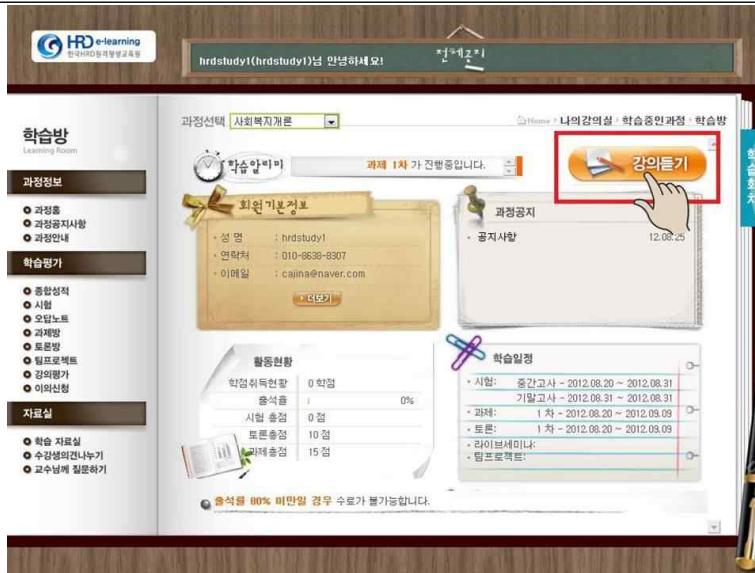 HRD e-learning
한국HRD원격평생교육원
hrdstudy1(hrdstudy1)님 안녕하세요!
전체공지
학습방
Learning Room
과정정보
과정홈
과정공지사항
과정안내
학습평가
종합성적
시험
오답노트
과제방
토론방
팀프로젝트
강의평가
이의신청
자료실
학습 자료실
수강생의견나누기
교수님께 질문하기
과정선택 사회복지개론
Home > 나의강의실 > 학습중인과정 > 학습방
학습알리미
과제 1차 가 진행중입니다.
강의듣기
학습회차
회원기본정보
· 성 명 : hrdstudy1
· 연락처 : 010-8638-8307
· 이메일 : cajina@naver.com
더보기
과정공지
· 공지사항 12.08.25
활동현황
학점취득현황 0 학점
출석율 0%
시험 총점 0 점
토론총점 10 점
과제총점 15 점
학습일정
· 시험: 중간고사 - 2012.08.20 ~ 2012.08.31
기말고사 - 2012.08.31 ~ 2012.08.31
· 과제: 1 차 - 2012.08.20 ~ 2012.09.09
· 토론: 1 차 - 2012.08.20 ~ 2012.09.09
· 라이브세미나:
· 팀프로젝트:
출석률 80% 미만일 경우 수료가 불가능합니다.